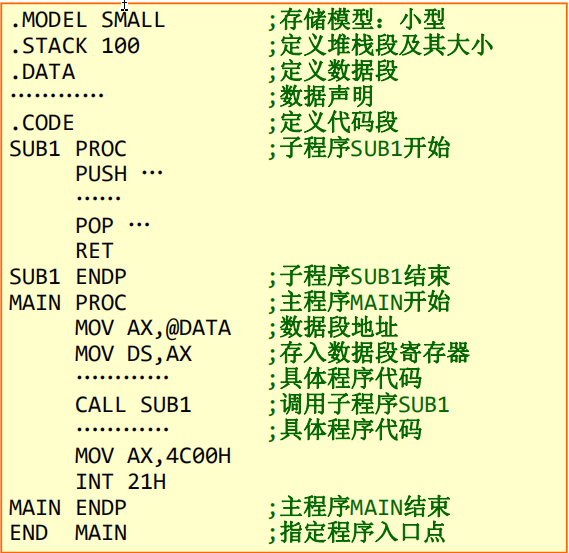 .MODEL SMALL ;存储模型：小型
.STACK 100 ;定义堆栈段及其大小
.DATA ;定义数据段
………… ;数据声明
.CODE ;定义代码段
SUB1 PROC ;子程序SUB1开始
PUSH …
……
POP …
RET
SUB1 ENDP ;子程序SUB1结束
MAIN PROC ;主程序MAIN开始
MOV AX,@DATA ;数据段地址
MOV DS,AX ;存入数据段寄存器
………… ;具体程序代码
CALL SUB1 ;调用子程序SUB1
………… ;具体程序代码
MOV AX,4C00H
INT 21H
MAIN ENDP ;主程序MAIN结束
END MAIN ;指定程序入口点